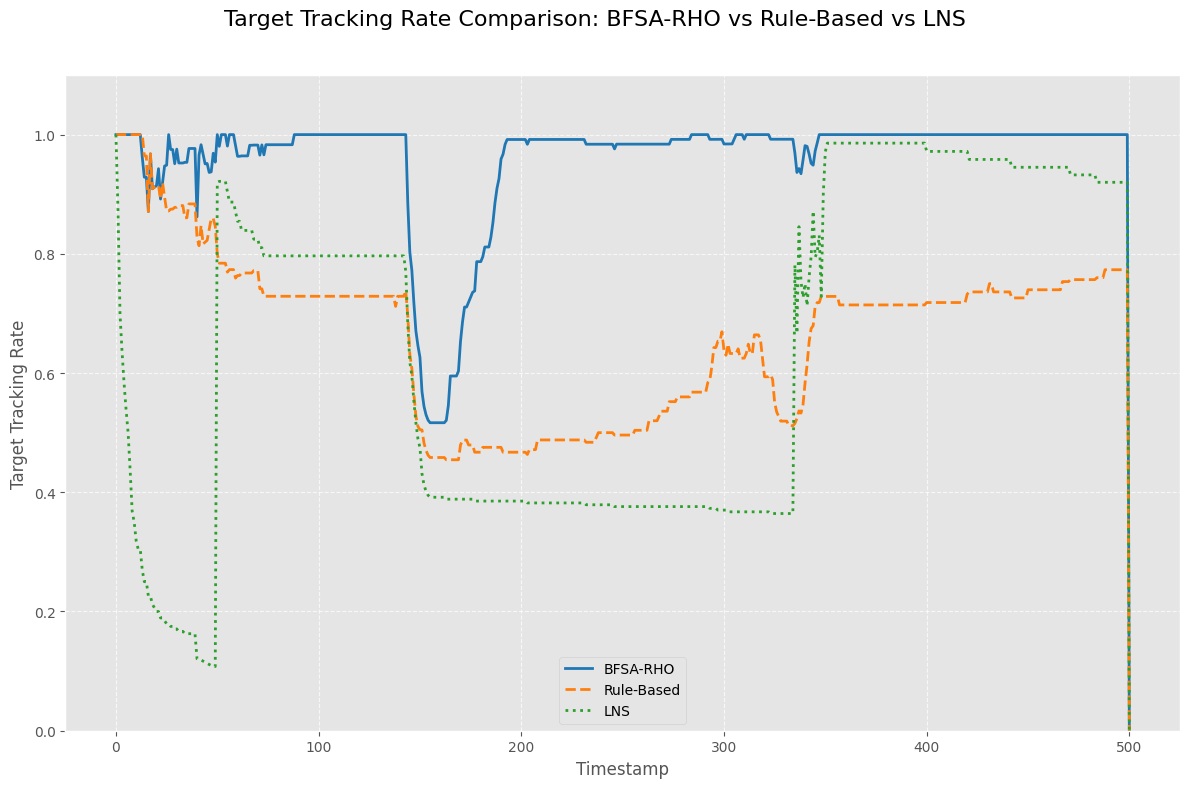 Target Tracking Rate Comparison: BFSA-RHO vs Rule-Based vs LNS
Target Tracking Rate
1.0
0.8
0.6
0.4
0.2
0.0
BFSA-RHO
Rule-Based
LNS
0
100
200
300
400
500
Timestamp